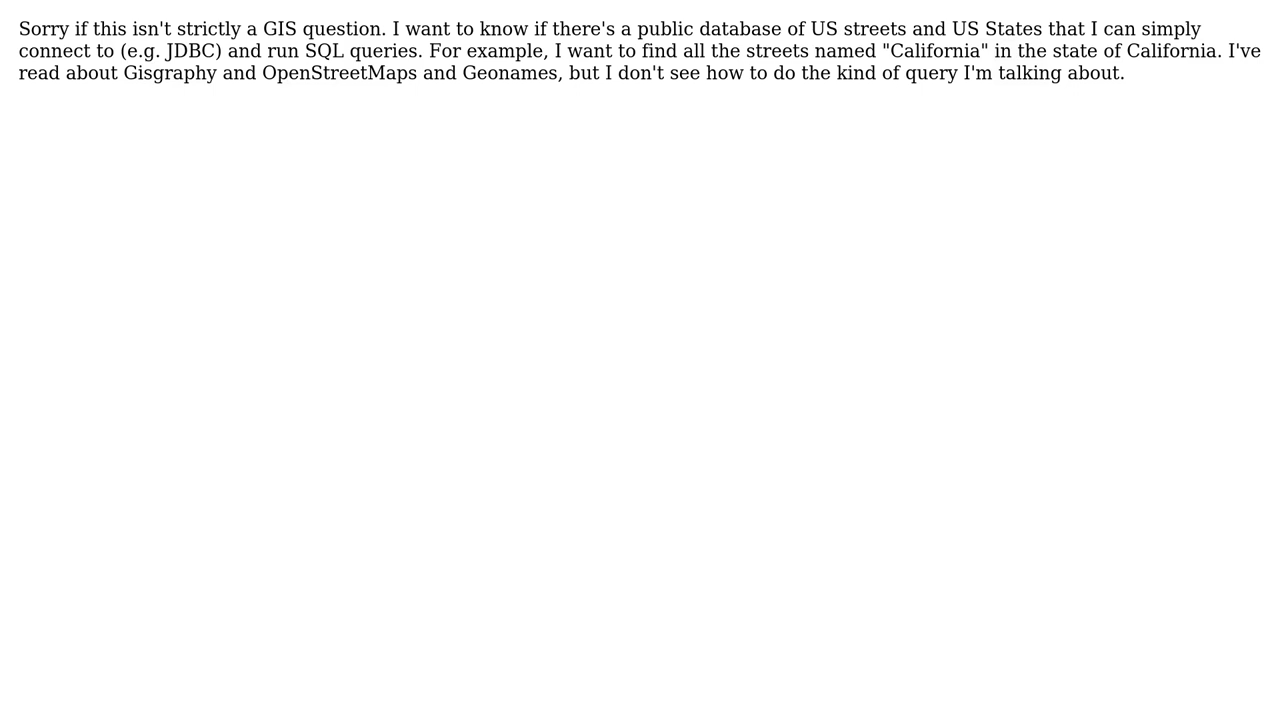 Sorry if this isn't strictly a GIS question. I want to know if there's a public database of US streets and US States that I can simply
connect to (e.g. JDBC) and run SQL queries. For example, I want to find all the streets named "California" in the state of California. I've
read about Gisgraphy and OpenStreetMaps and Geonames, but I don't see how to do the kind of query I'm talking about.